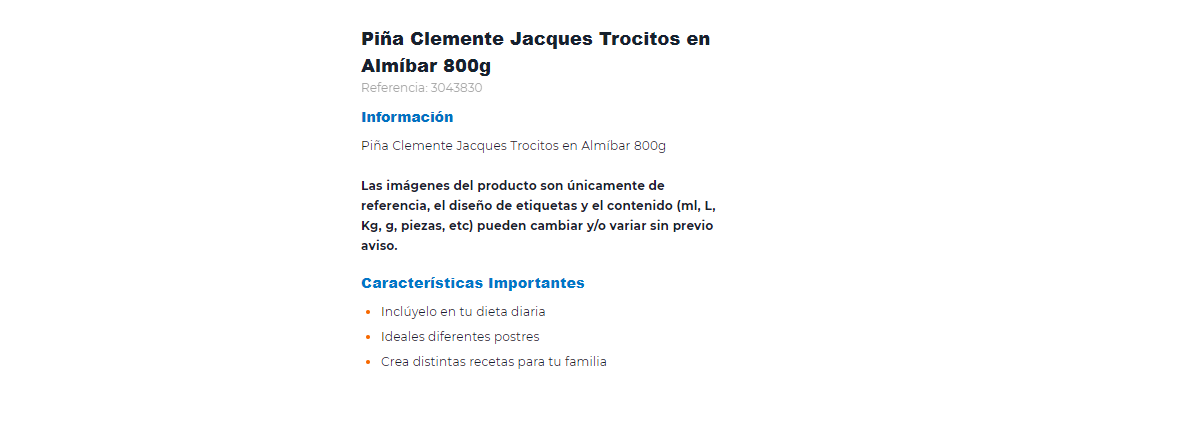 Piña Clemente Jacques Trocitos en
Almíbar 800g
Referencia: 3043830
Información
Piña Clemente Jacques Trocitos en Almíbar 800g
Las imágenes del producto son únicamente de
referencia, el diseño de etiquetas y el contenido (ml, L,
Kg, g, piezas, etc) pueden cambiar y/o variar sin previo
aviso.
Características Importantes
• Inclúyelo en tu dieta diaria
• Ideales diferentes postres
• Crea distintas recetas para tu familia